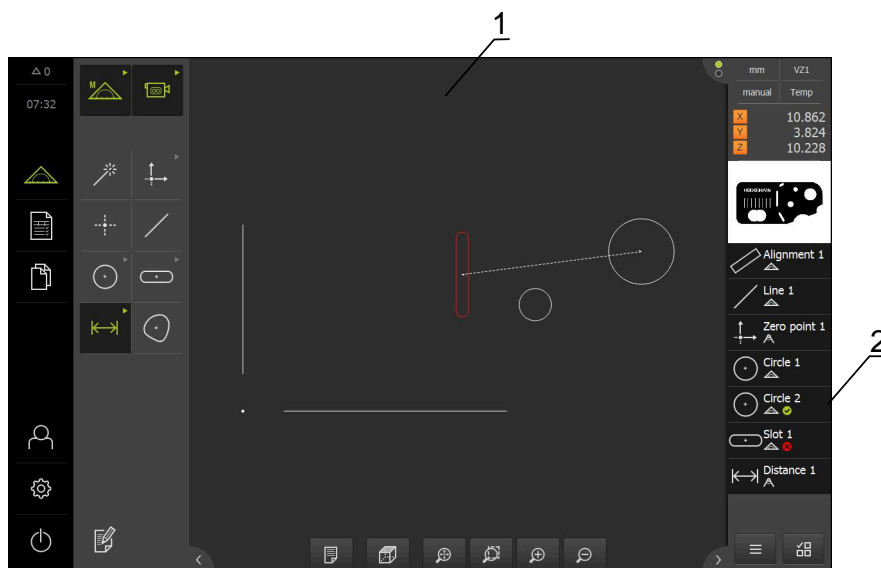 1
0
07:32
M
mm VZ1
manual Temp
X 10.862
Y 3.824
Z 10.228
HEIDENHAIN
Alignment 1
Line 1
Zero point 1
Circle 1
2
Circle 2
Slot 1
Distance 1